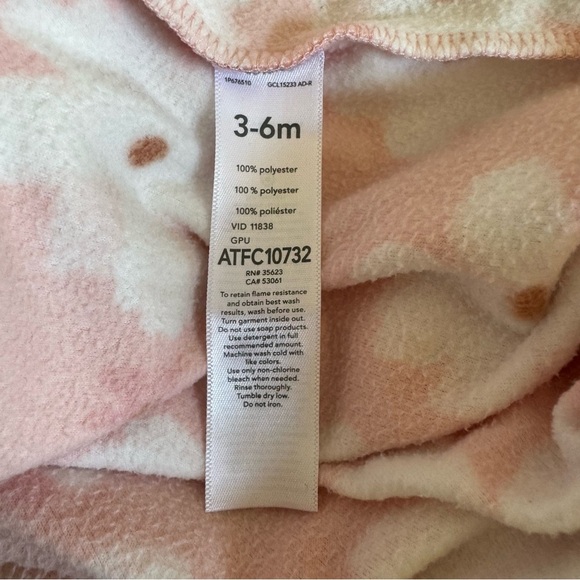 1P676510 GCL15233 AD-R
3-6m
100% polyester
100 % polyester
100% poliéster
VID 11838
GPU
ATFC10732
RN# 35623
CA# 53061
To retain flame resistance
and obtain best wash
results, wash before use.
Turn garment inside out.
Do not use soap products.
Use detergent in full
recommended amount.
Machine wash cold with
like colors.
Use only non-chlorine
bleach when needed.
Rinse thoroughly.
Tumble dry low.
Do not iron.